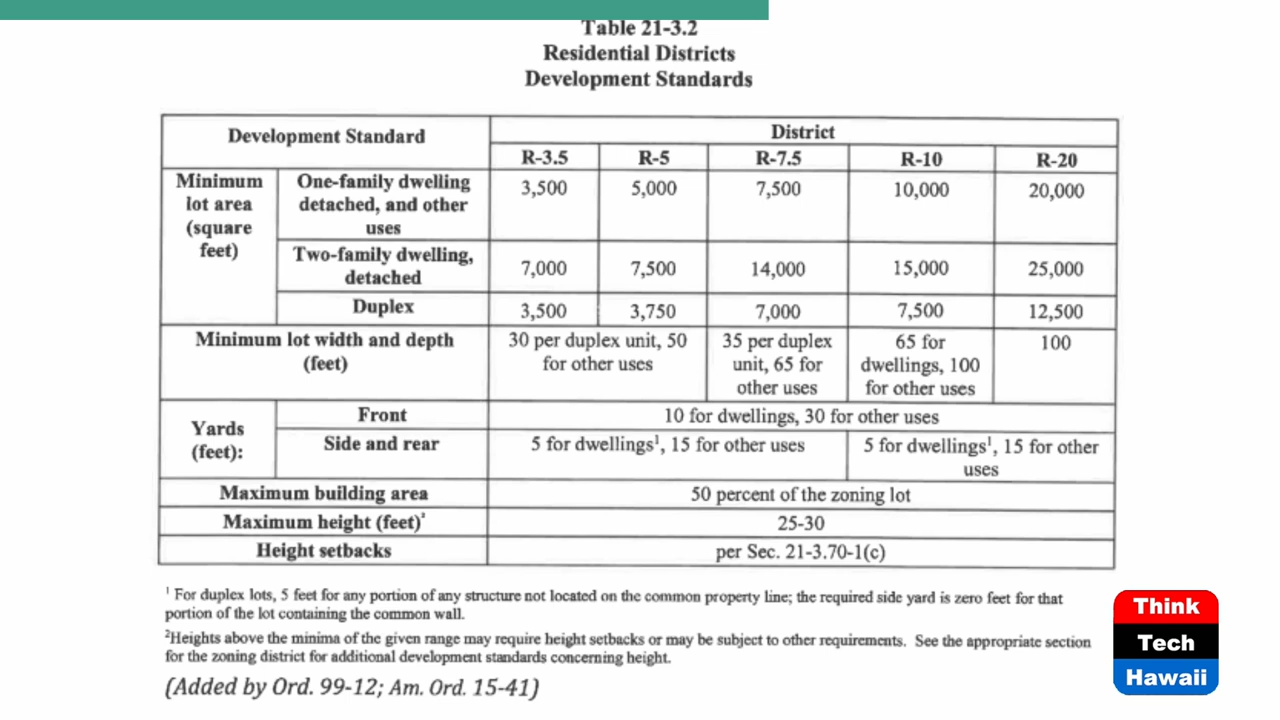 Table 21-3.2
Residential Districts
Development Standards
Development Standard
District
R-3.5 R-5 R-7.5 R-10 R-20
Minimum
lot area
(square
feet)
One-family dwelling
detached, and other
uses
3,500 5,000 7,500 10,000 20,000
Two-family dwelling,
detached
7,000 7,500 14,000 15,000 25,000
Duplex
3,500 3,750 7,000 7,500 12,500
Minimum lot width and depth
(feet)
30 per duplex unit, 50
for other uses
35 per duplex
unit, 65 for
other uses
65 for
dwellings, 100
for other uses
100
Yards
(feet):
Front
10 for dwellings, 30 for other uses
Side and rear
5 for dwellings¹, 15 for other uses
5 for dwellings¹, 15 for other
uses
Maximum building area
50 percent of the zoning lot
Maximum height (feet)²
25-30
Height setbacks
per Sec. 21-3.70-1(c)
¹ For duplex lots, 5 feet for any portion of any structure not located on the common property line; the required side yard is zero feet for that
portion of the lot containing the common wall.
²Heights above the minima of the given range may require height setbacks or may be subject to other requirements. See the appropriate section
for the zoning district for additional development standards concerning height.
(Added by Ord. 99-12; Am. Ord. 15-41)
Think
Tech
Hawaii